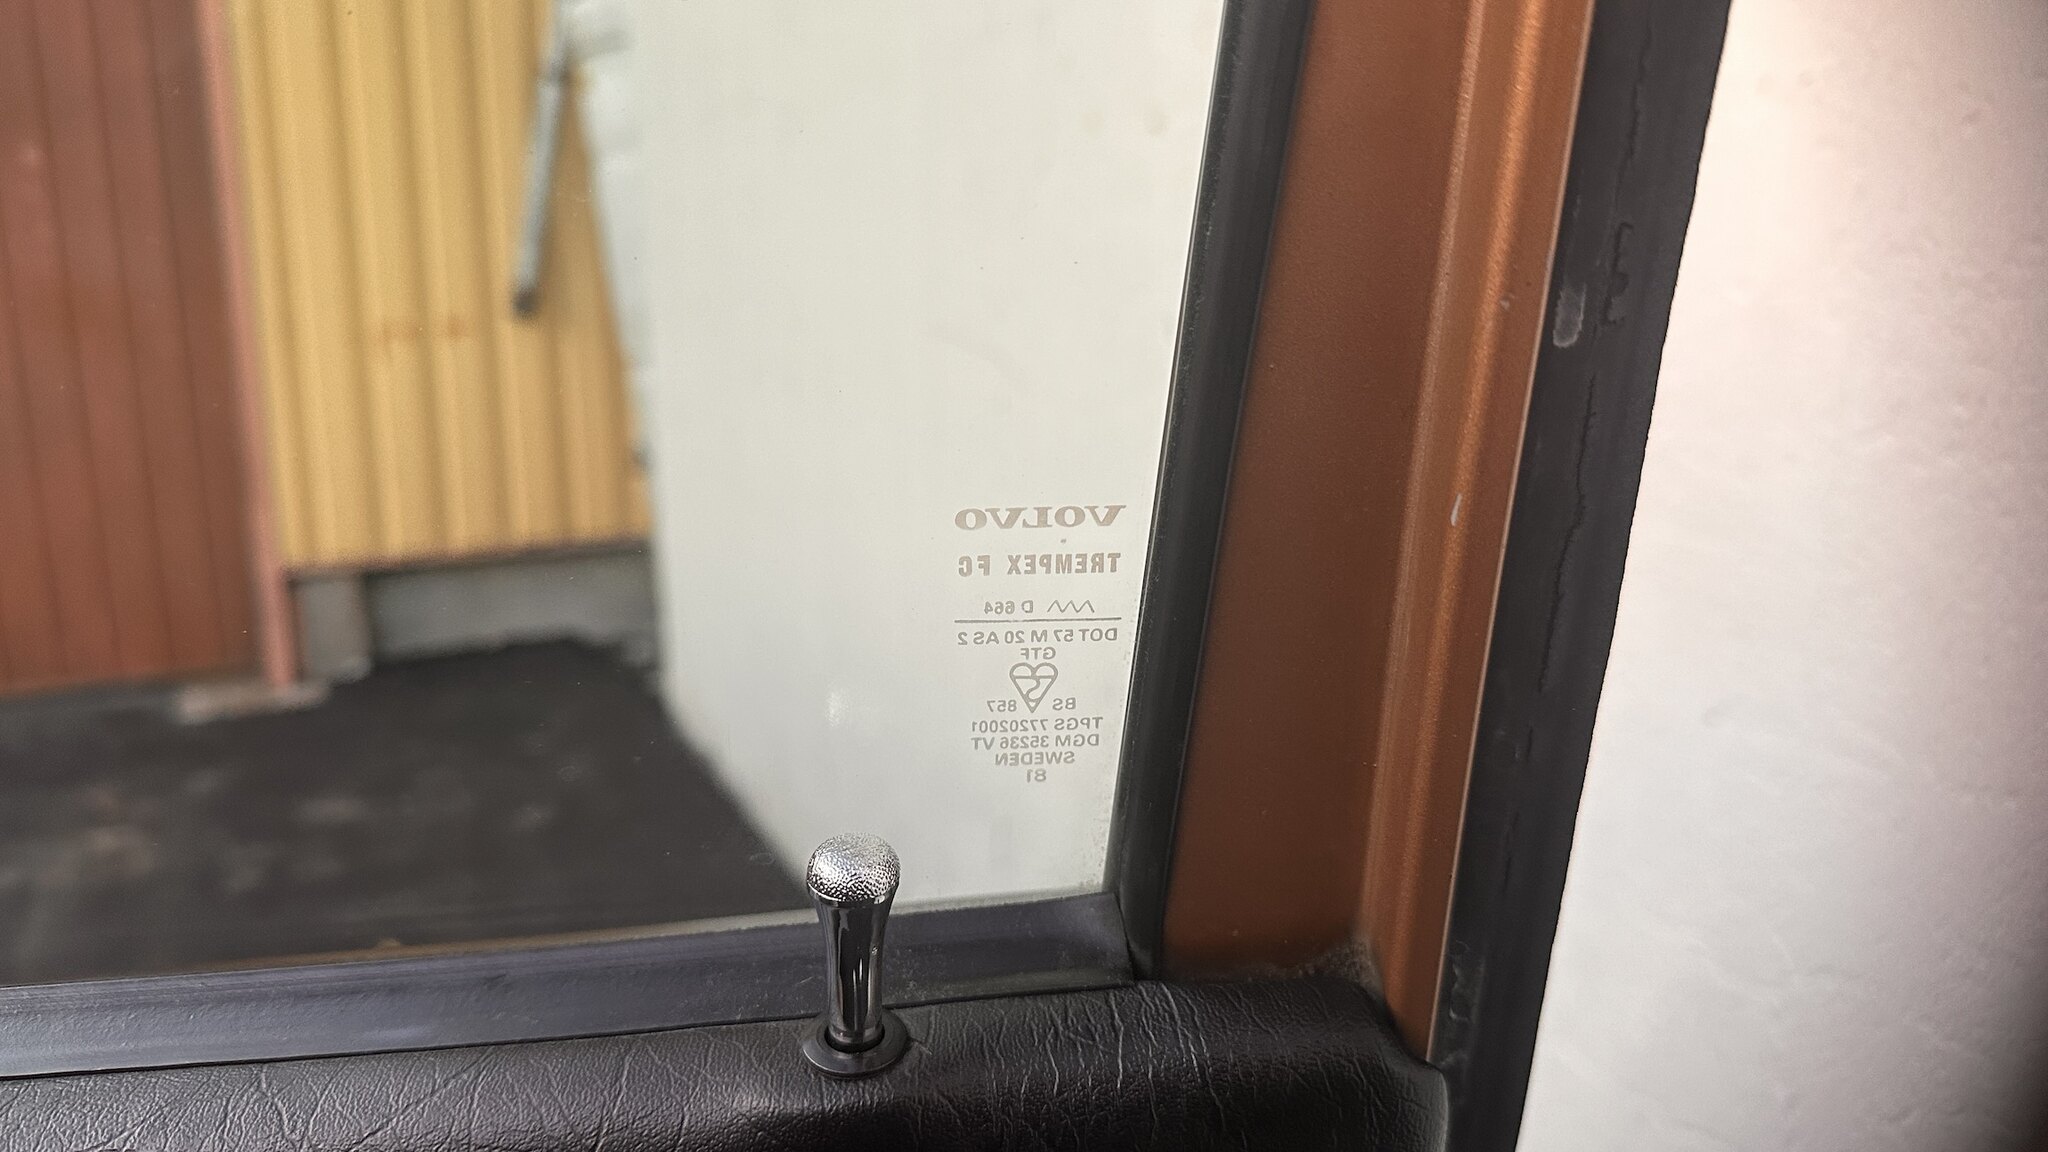 VOLVO
TREMPEX FC
D 664
DOT 57 M 20 AS 2
GTF
BS 857
TPGS 77202001
DGM 35236 VT
SWEDEN
81